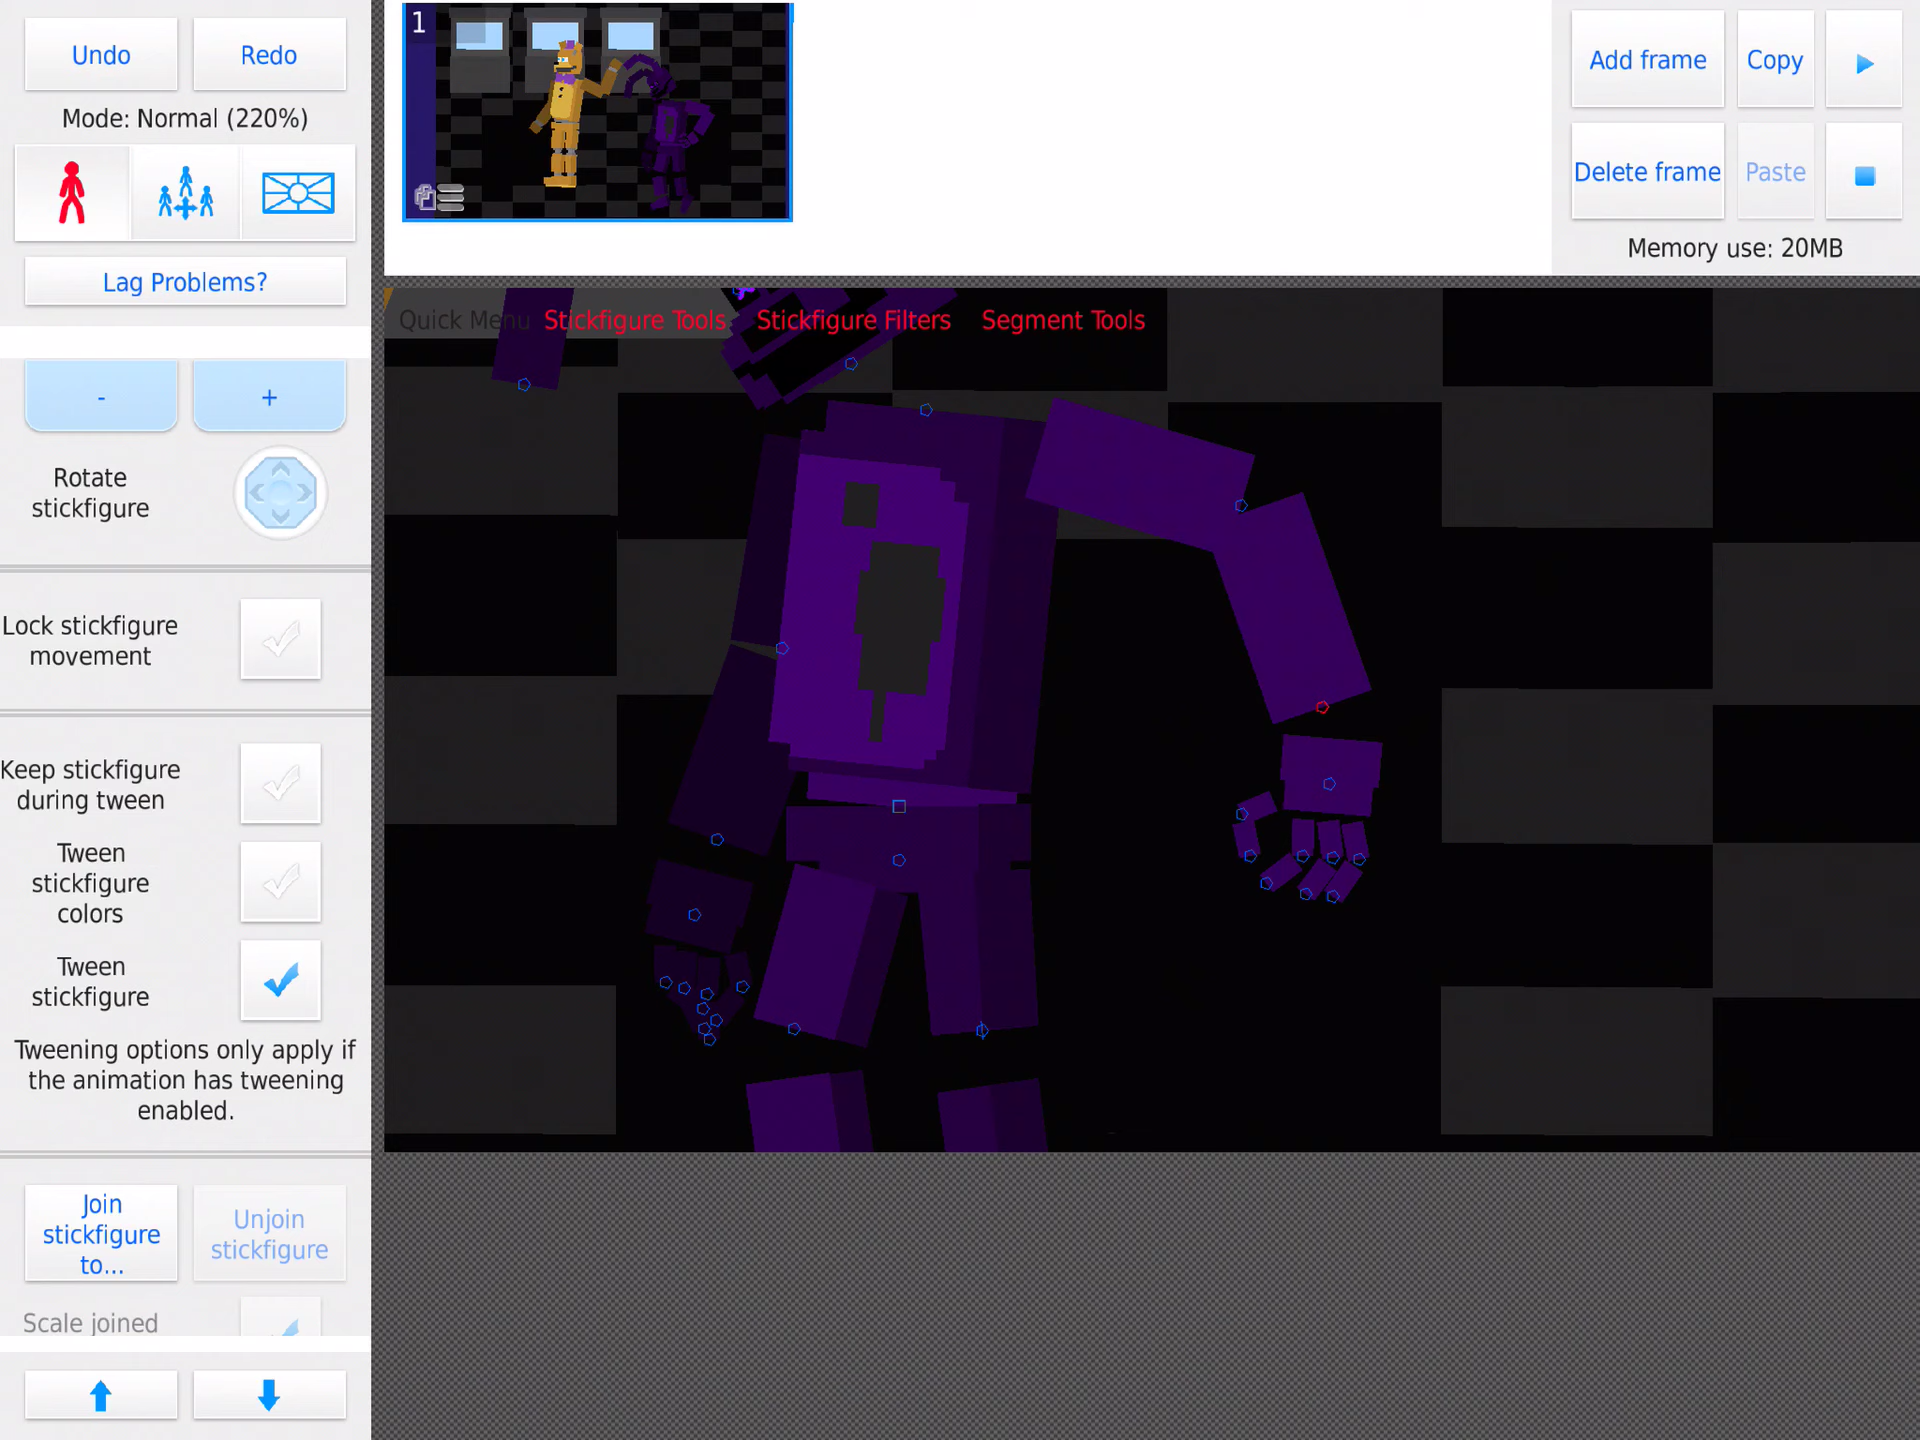 Undo
Redo
Mode: Normal (220%)
Lag Problems?
-
+
Rotate
stickfigure
Lock stickfigure
movement
Keep stickfigure
during tween
Tween
stickfigure
colors
Tween
stickfigure
Tweening options only apply if
the animation has tweening
enabled.
Join
stickfigure
to...
Unjoin
stickfigure
Scale joined
1
Add frame
Copy
Delete frame
Paste
Memory use: 20MB
Quick Menu
Stickfigure Tools
Stickfigure Filters
Segment Tools